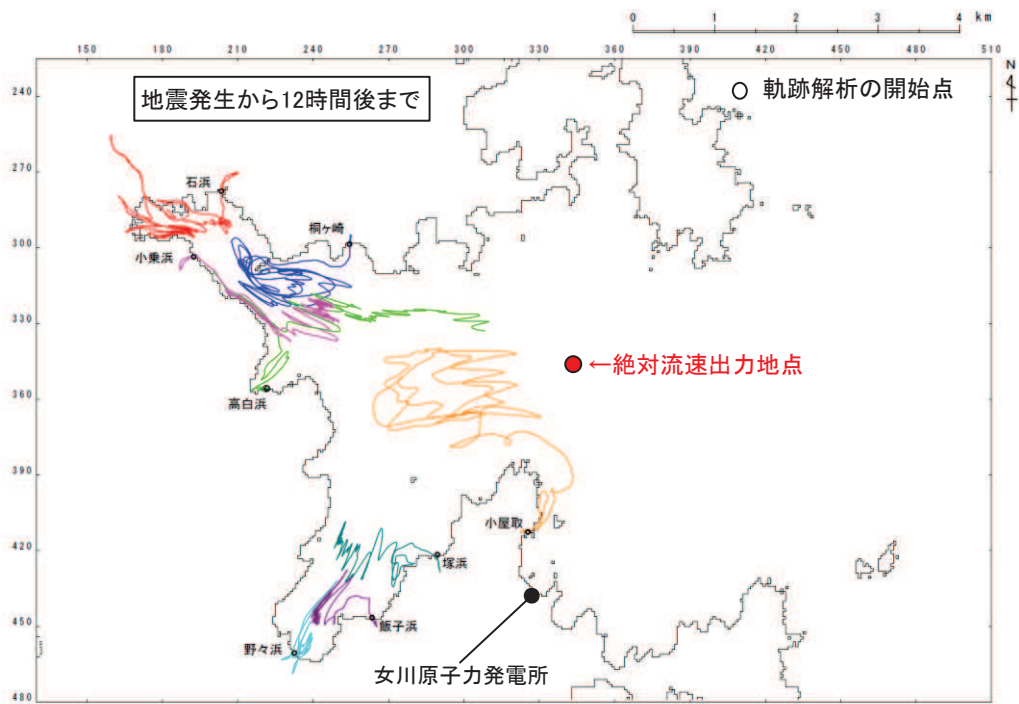 0 1 2 3 4 km
150 180 210 240 270 300 330 360 390 420 450 480 510
N
240
270
300
330
360
390
420
450
480
地震発生から12時間後まで
軌跡解析の開始点
石浜
桐ヶ崎
小乗浜
←絶対流速出力地点
高白浜
小屋取
塚浜
飯子浜
野々浜
女川原子力発電所